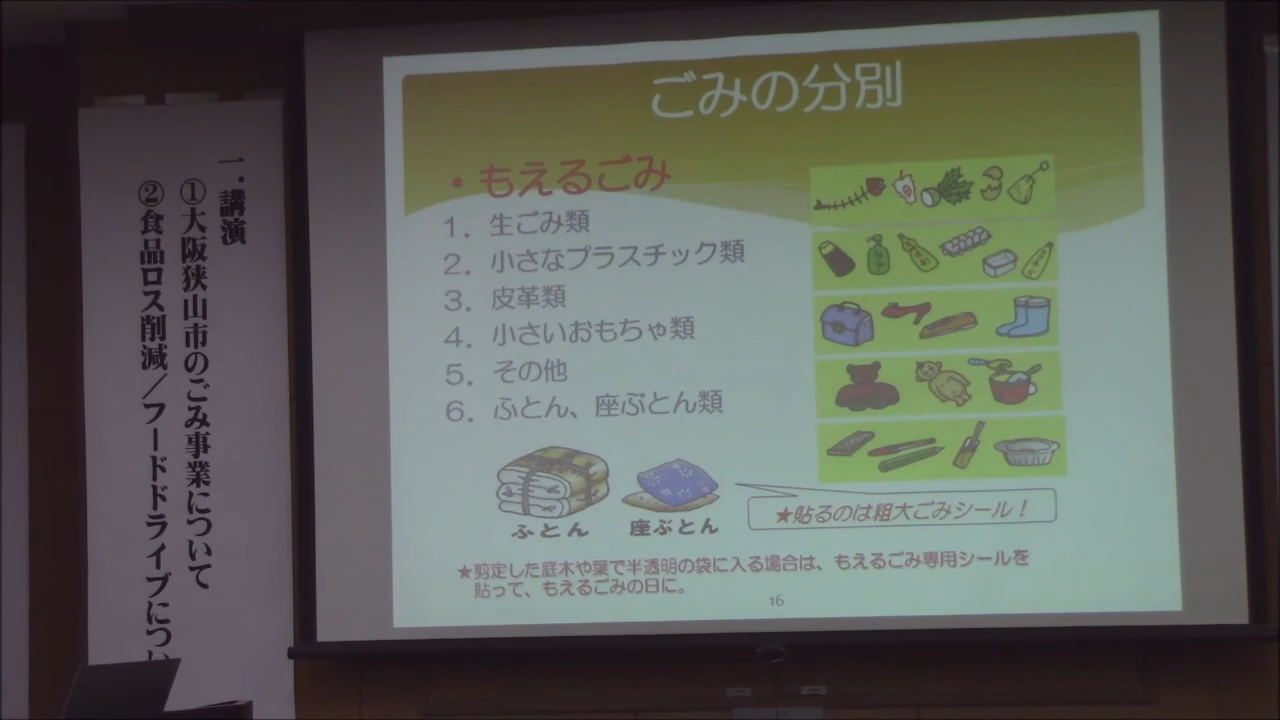 一．講演
①大阪狭山市のごみ事業について
②食品ロス削減／フードドライブについ
ごみの分別
・もえるごみ
1．生ごみ類
2．小さなプラスチック類
3．皮革類
4．小さいおもちゃ類
5．その他
6．ふとん、座ぶとん類
ふとん
座ぶとん
★貼るのは粗大ごみシール！
★剪定した庭木や葉で半透明の袋に入る場合は、もえるごみ専用シールを
貼って、もえるごみの日に。
16